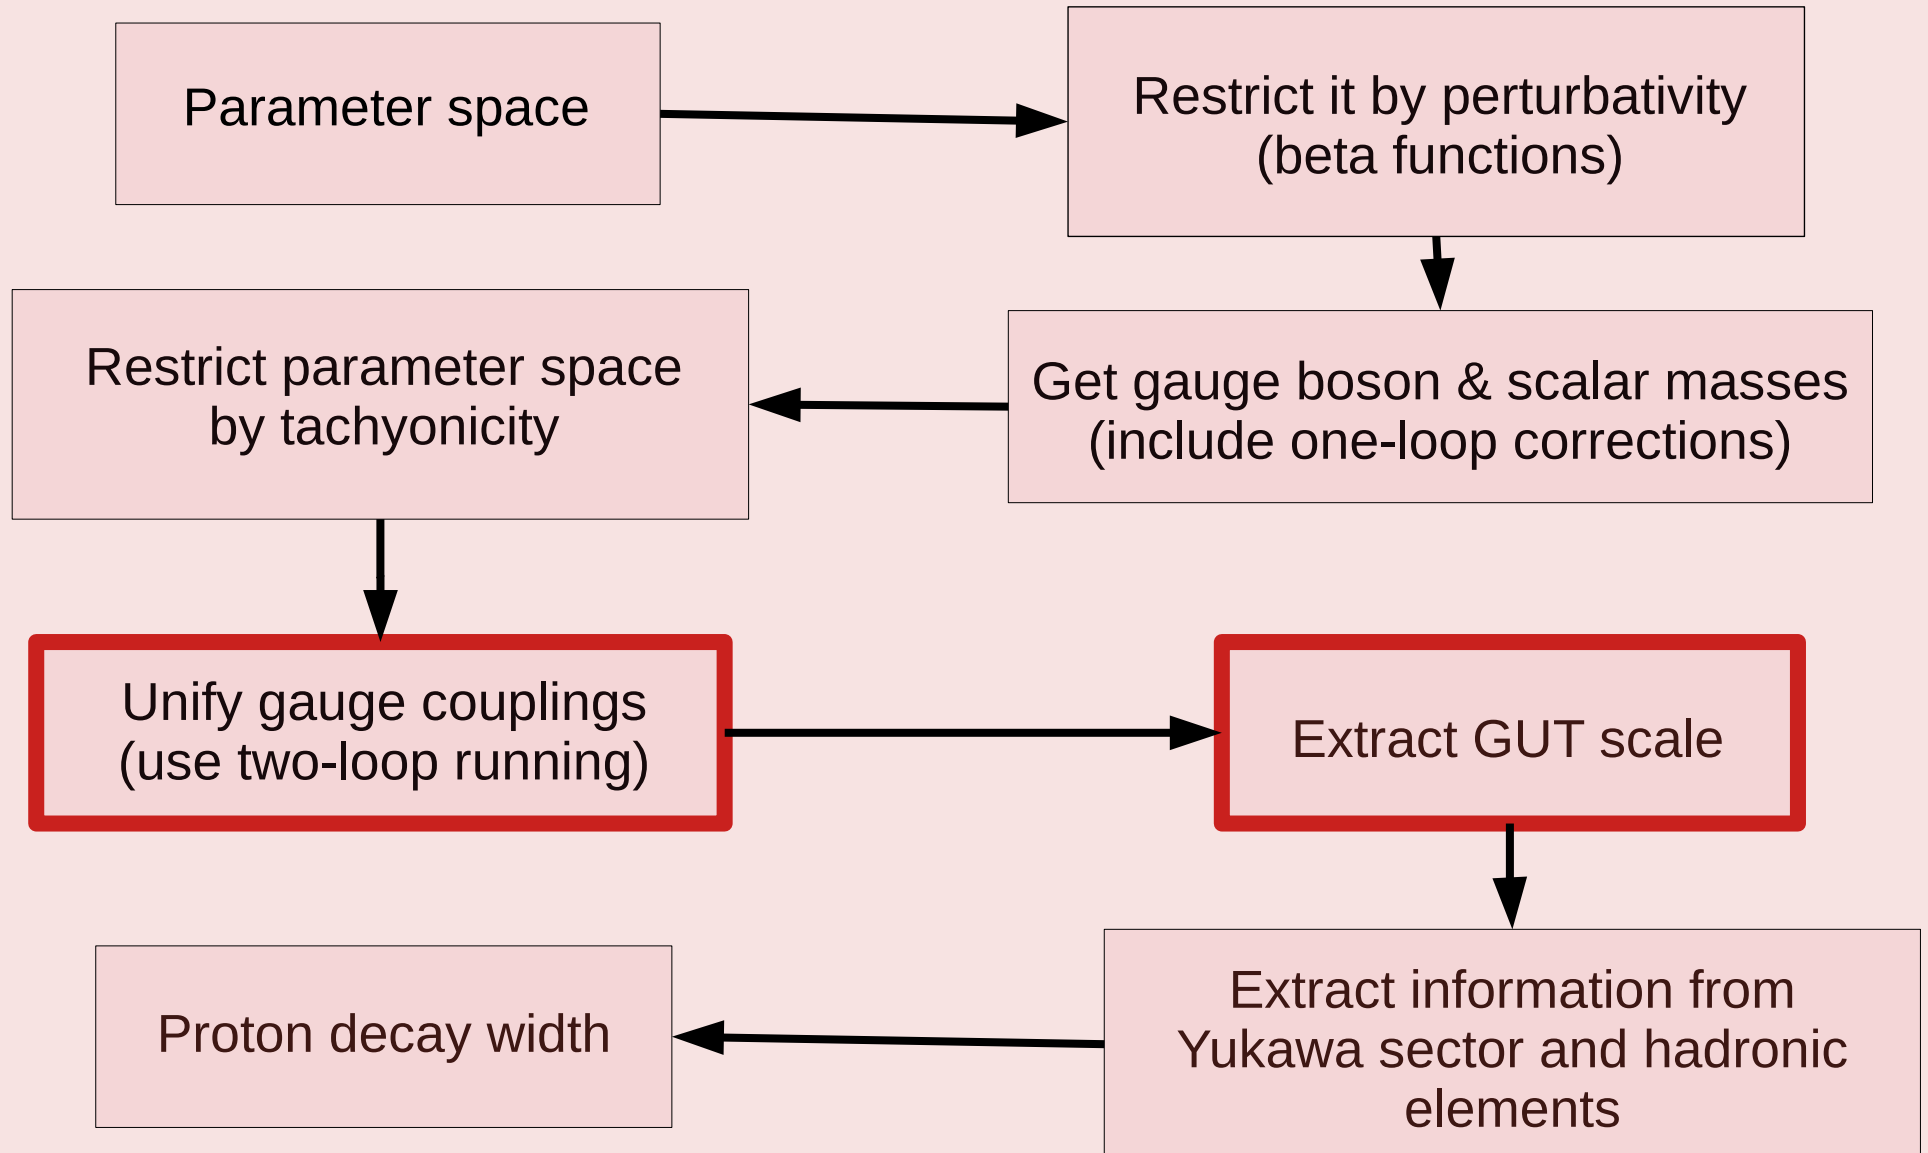 Parameter space
Restrict it by perturbativity
(beta functions)
Get gauge boson & scalar masses
(include one-loop corrections)
Restrict parameter space
by tachyonicity
Unify gauge couplings
(use two-loop running)
Extract GUT scale
Extract information from
Yukawa sector and hadronic
elements
Proton decay width